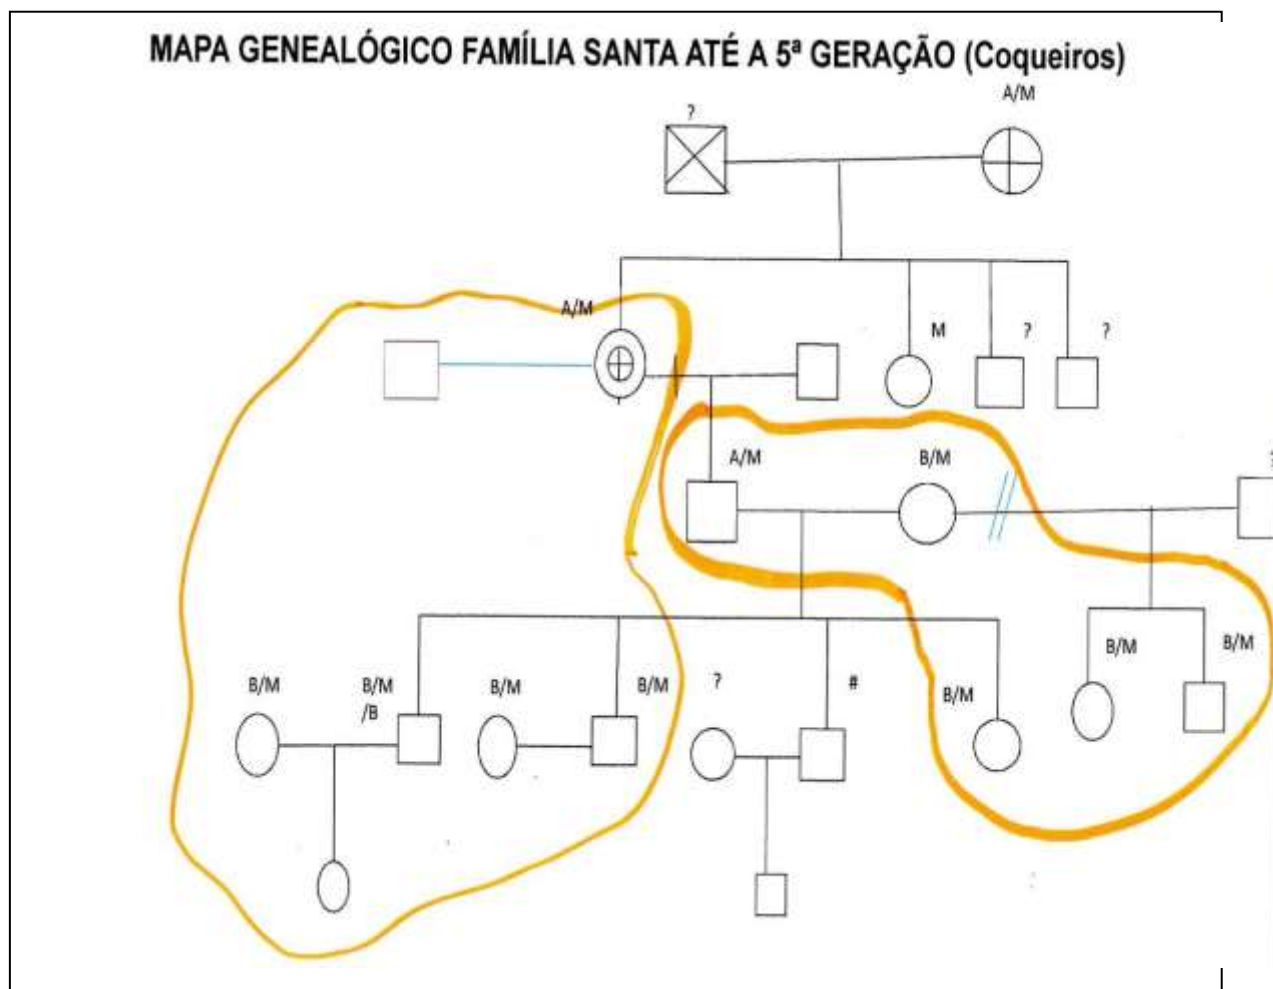 MAPA GENEALÓGICO FAMÍLIA SANTA ATÉ A 5ª GERAÇÃO (Coqueiros)
A/M
?
A/M
M
?
?
A/M
B/M
?
B/M
B/M
B/M
B/M
/B
B/M
B/M
?
#
B/M